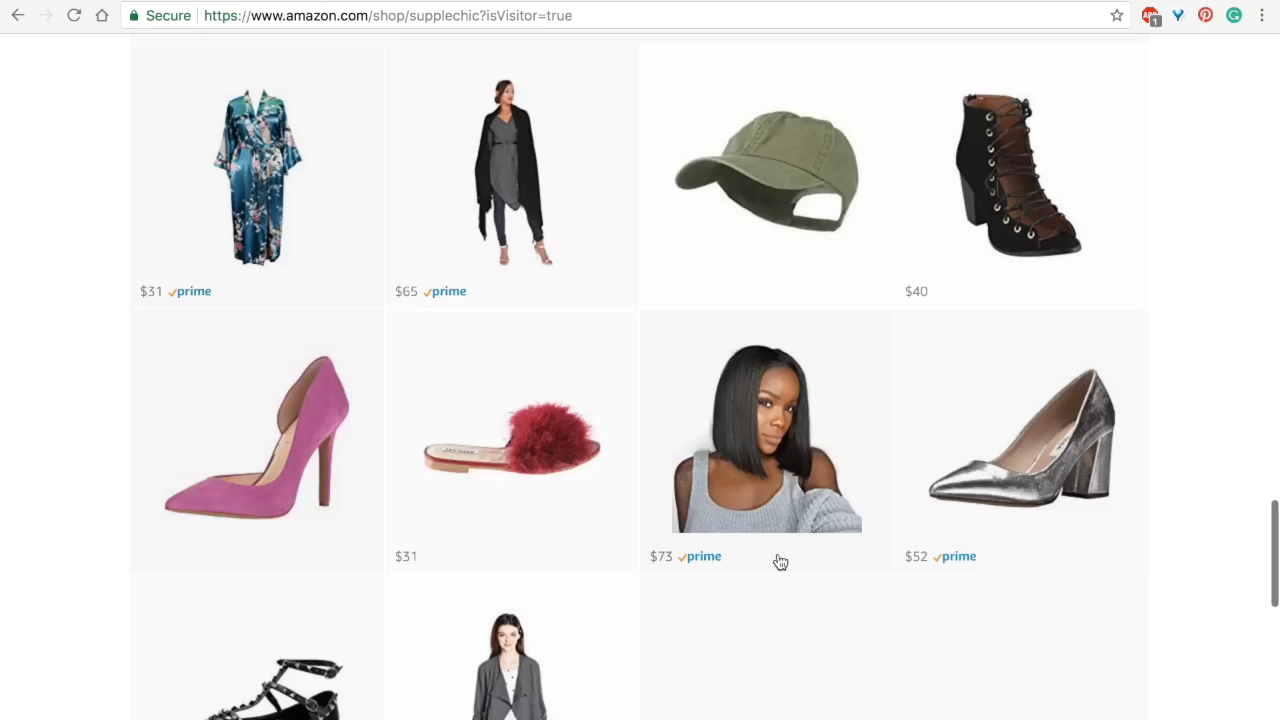 Secure https://www.amazon.com/shop/supplechic?isVisitor=true
1
$31 prime
$65 prime
$40
$31
$73 prime
$52 prime